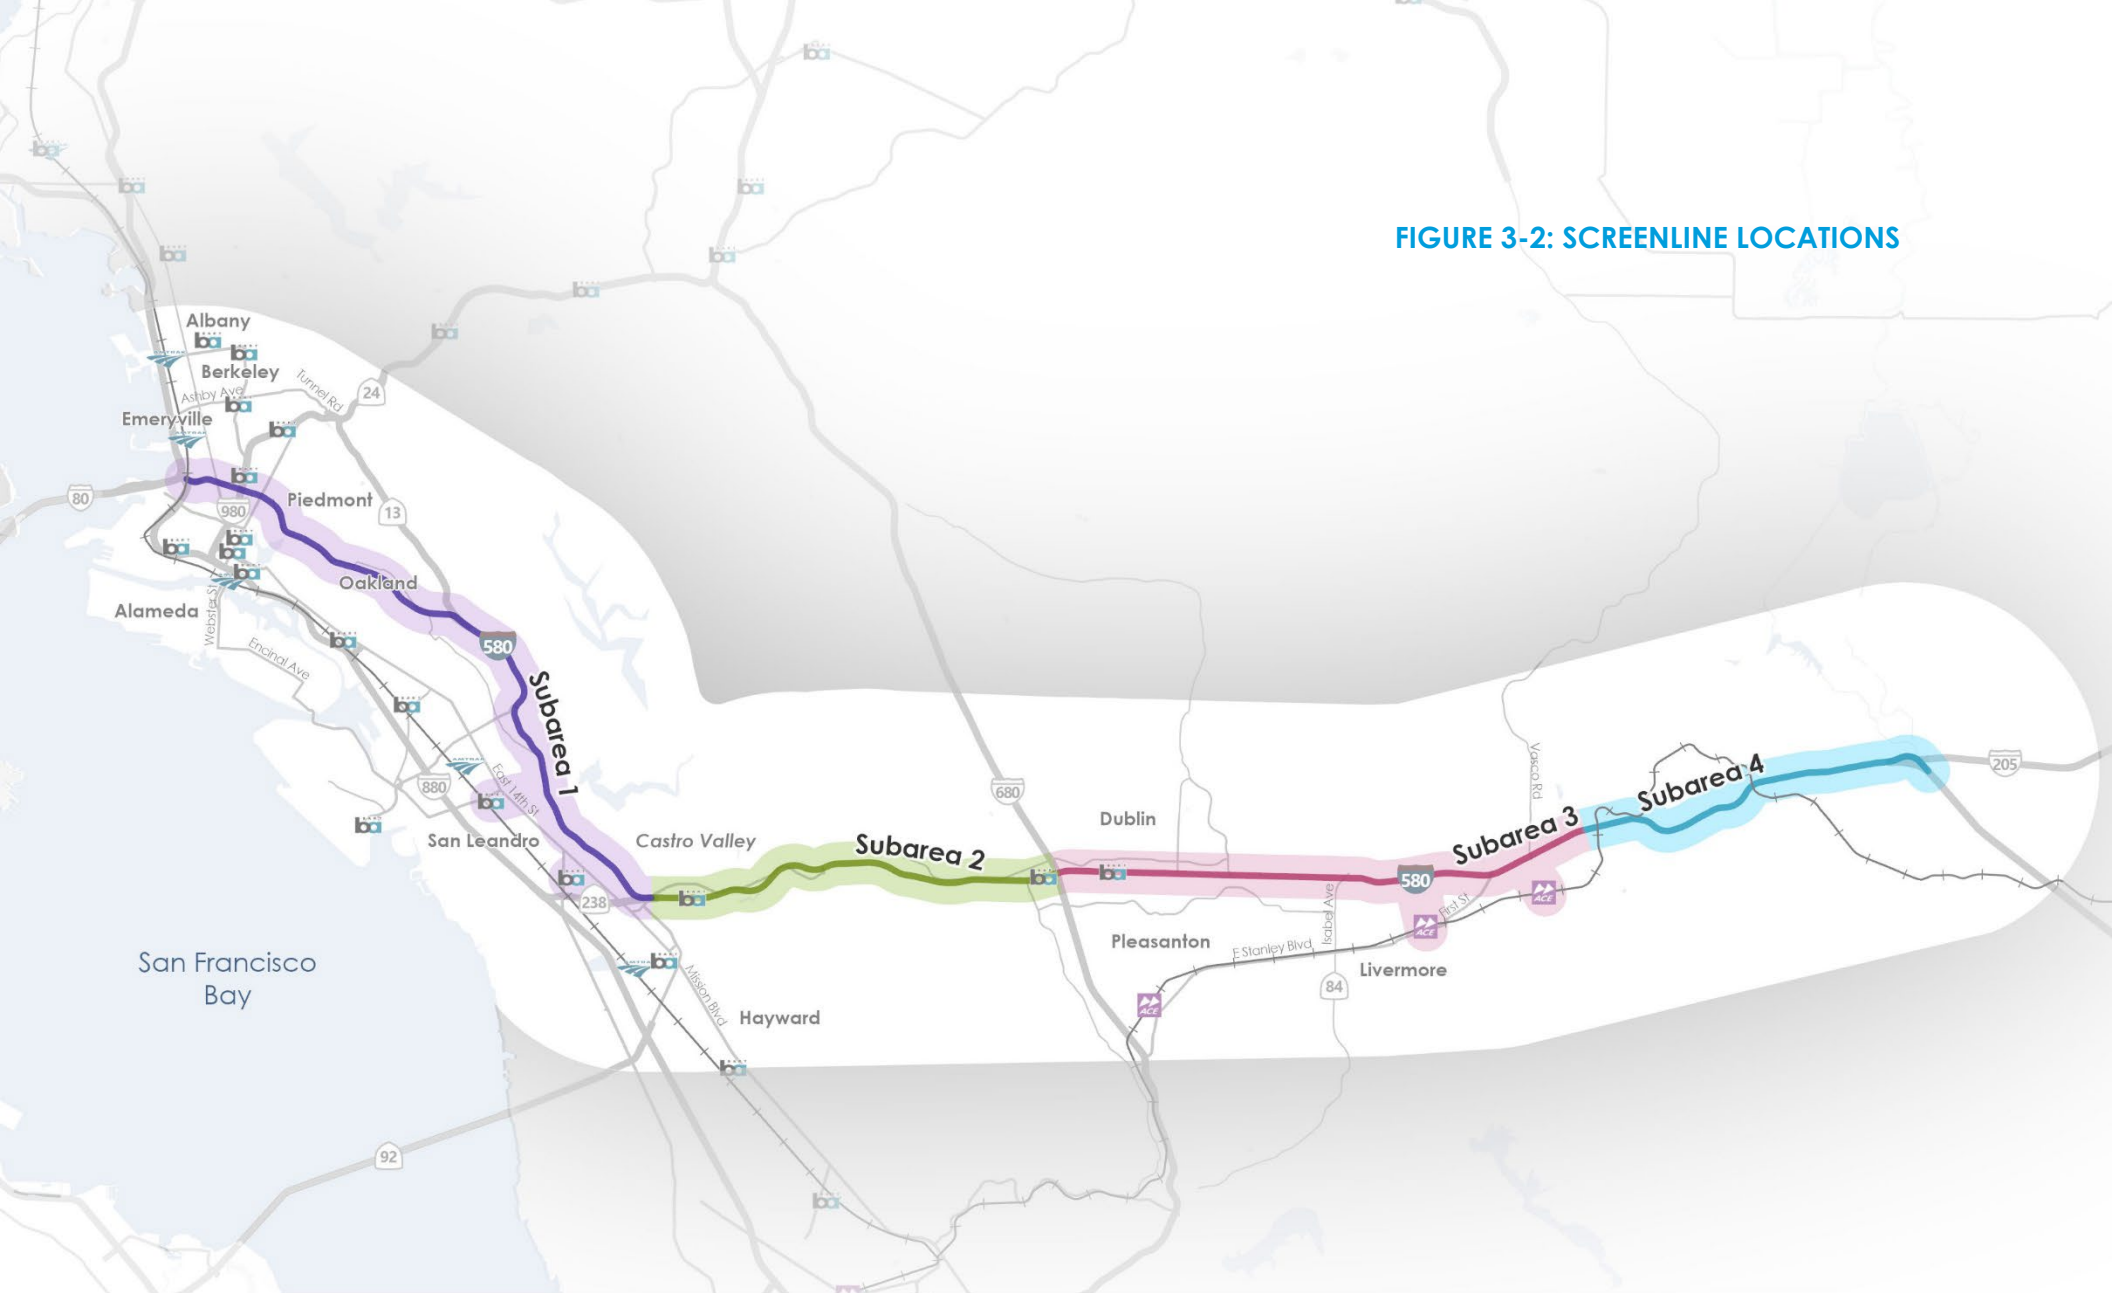 FIGURE 3-2: SCREENLINE LOCATIONS
Albany
Berkeley
Ashby Ave
Tunnel Rd
24
Emeryville
80
980
Piedmont
13
Oakland
Alameda
Webster St
Encinal Ave
580
Subarea 1
East 14th St
880
San Leandro
238
Castro Valley
Subarea 2
680
Dublin
Subarea 3
580
Vasco Rd
Subarea 4
205
First St
ACE
ACE
Isabel Ave
E Stanley Blvd
Pleasanton
Livermore
84
ACE
Mission Blvd
Hayward
San Francisco
Bay
92